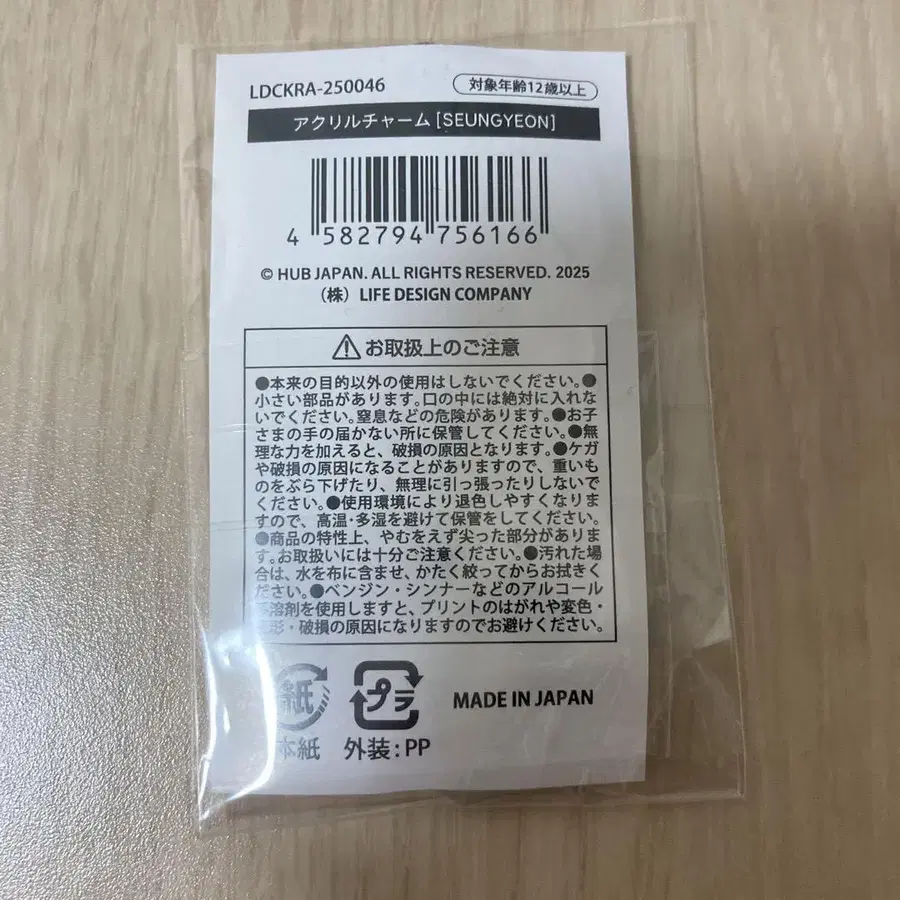 LDCKRA-250046
対象年齢12歳以上
アクリルチャーム [SEUNGYEON]
4 582794 756166
© HUB JAPAN. ALL RIGHTS RESERVED. 2025
（株） LIFE DESIGN COMPANY
お取扱上のご注意
●本来の目的以外の使用はしないでください。●
小さい部品があります。口の中には絶対に入れな
いでください。窒息などの危険があります。●お子
さまの手の届かない所に保管してください。●無
理な力を加えると、破損の原因となります。●ケガ
や破損の原因になることがありますので、重いも
のをぶら下げたり、無理に引っ張ったりしないで
ください。●使用環境により退色しやすくなりま
すので、高温・多湿を避けて保管をしてください。
●商品の特性上、やむをえず尖った部分がありま
す。お取扱いには十分ご注意ください。●汚れた場
合は、水を布に含ませ、かたく絞ってからお拭きく
ださい。●ベンジン・シンナーなどのアルコール
溶剤を使用しますと、プリントのはがれや変色・
形・破損の原因になりますのでお避けください。
紙
プラ
MADE IN JAPAN
本紙
外装：PP